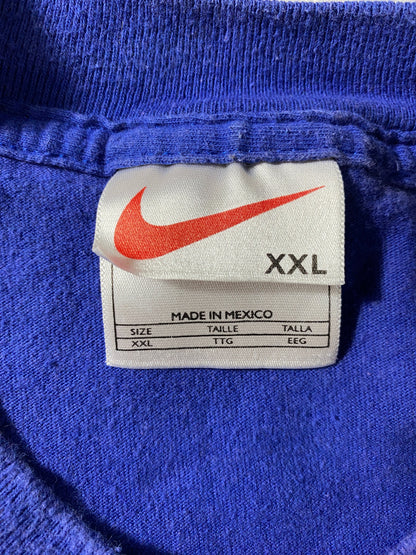 XXL
MADE IN MEXICO
SIZE TAILLE TALLA
XXL TTG EEG